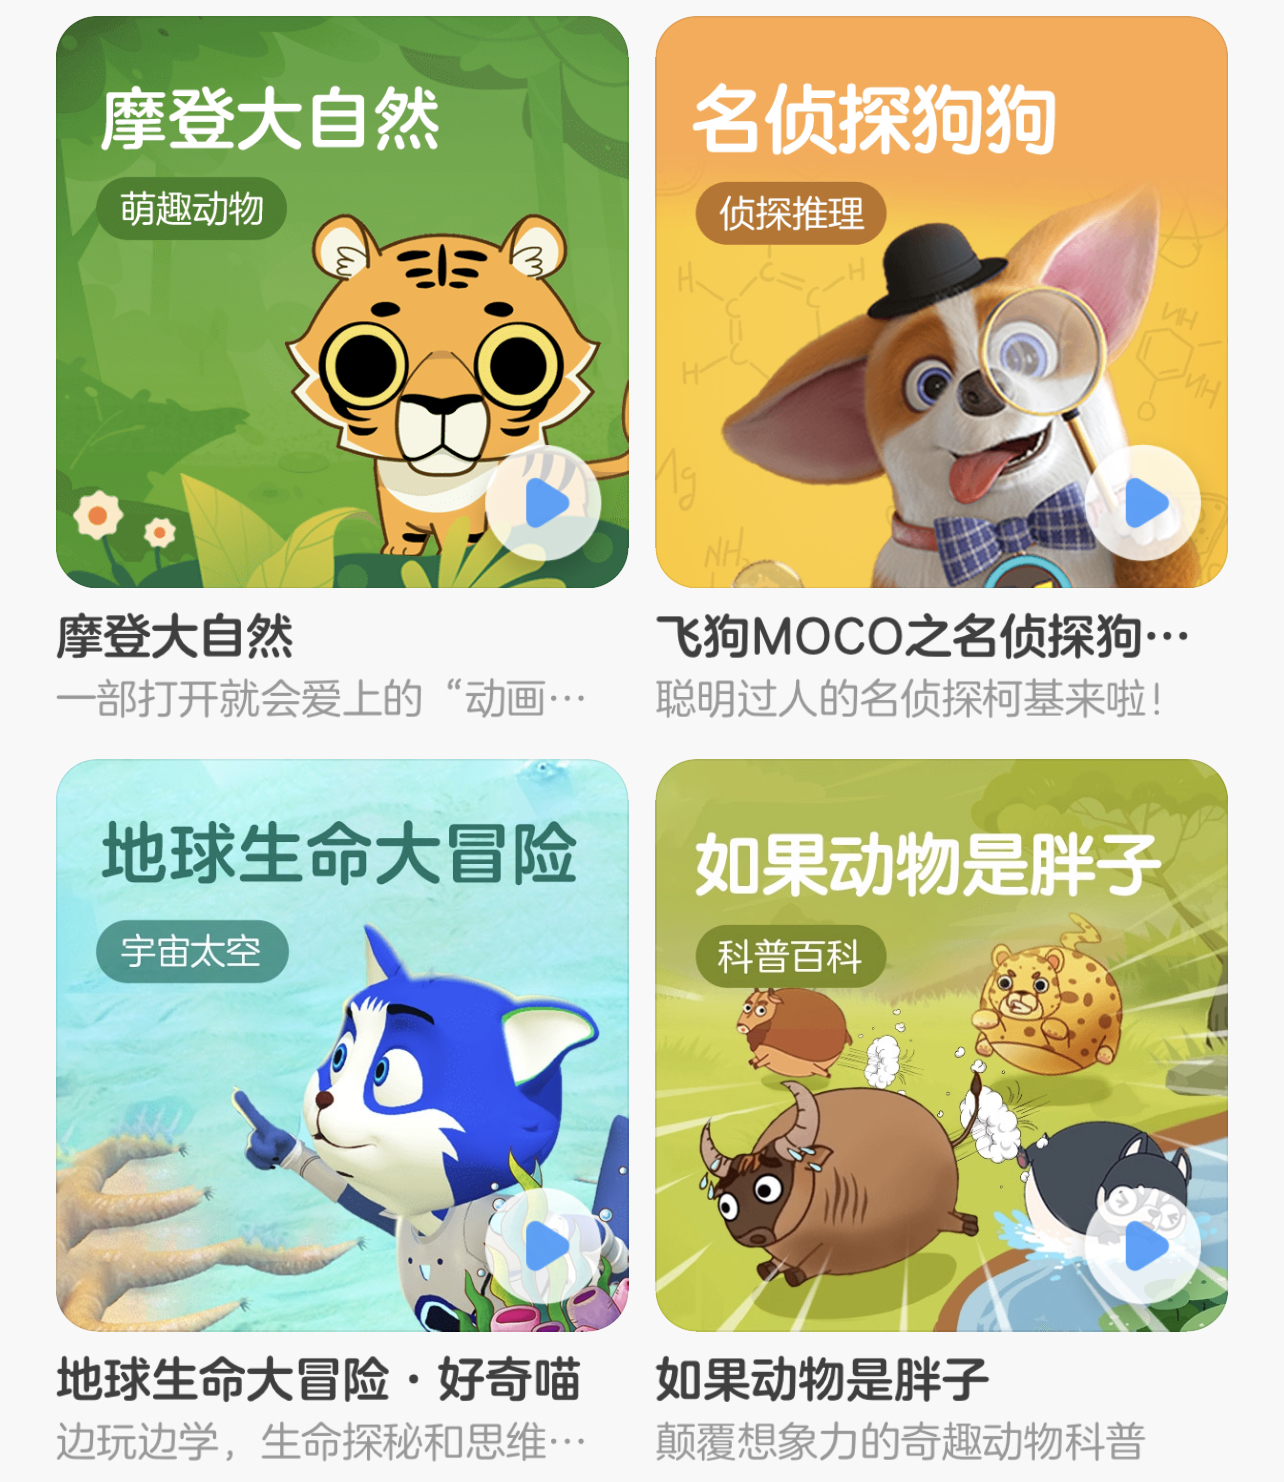 摩登大自然
萌趣动物
名侦探狗狗
侦探推理
H
C
C
H
C
C
H
NH
NH
O
Mg
NH₂
摩登大自然
一部打开就会爱上的“动画…
飞狗MOCO之名侦探狗…
聪明过人的名侦探柯基来啦！
地球生命大冒险
宇宙太空
如果动物是胖子
科普百科
地球生命大冒险·好奇喵
边玩边学，生命探秘和思维…
如果动物是胖子
颠覆想象力的奇趣动物科普